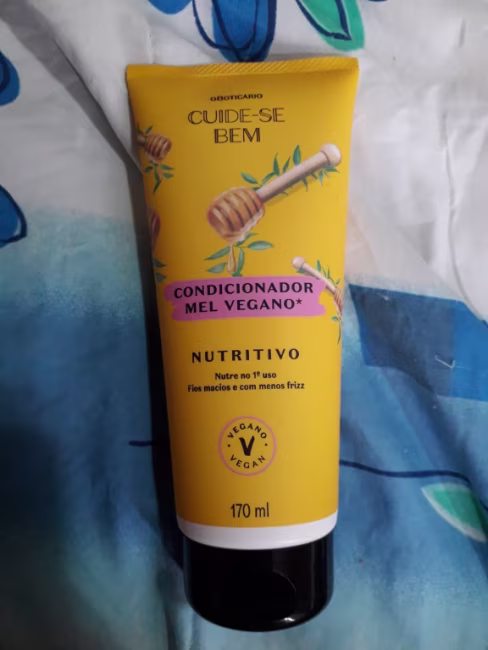 oBOTICÁRIO
CUIDE-SE
BEM
CONDICIONADOR
MEL VEGANO*
NUTRITIVO
Nutre no 1º uso
Fios macios e com menos frizz
VEGANO
V
VEGAN
170 ml